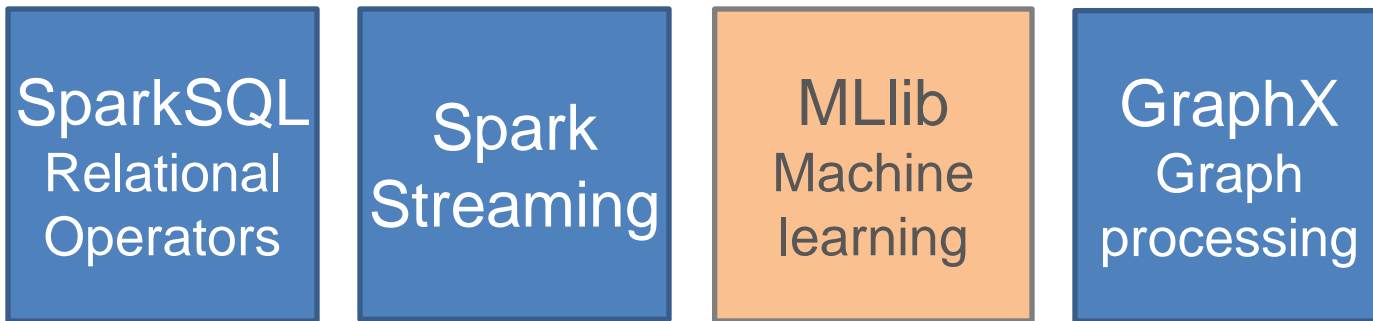 SparkSQL
Relational
Operators
Spark
Streaming
MLlib
Machine
learning
GraphX
Graph
processing